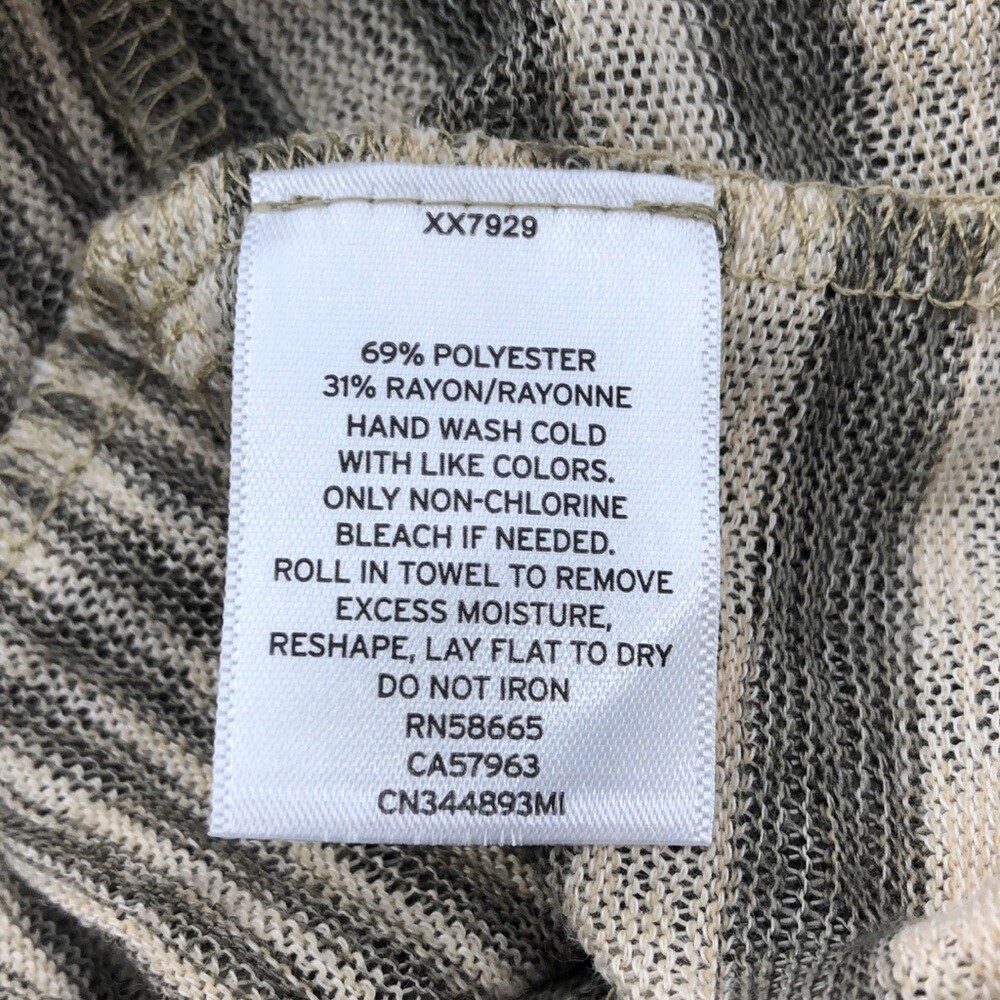 XX7929
69% POLYESTER
31% RAYON/RAYONNE
HAND WASH COLD
WITH LIKE COLORS.
ONLY NON-CHLORINE
BLEACH IF NEEDED.
ROLL IN TOWEL TO REMOVE
EXCESS MOISTURE,
RESHAPE, LAY FLAT TO DRY
DO NOT IRON
RN58665
CA57963
CN344893MI